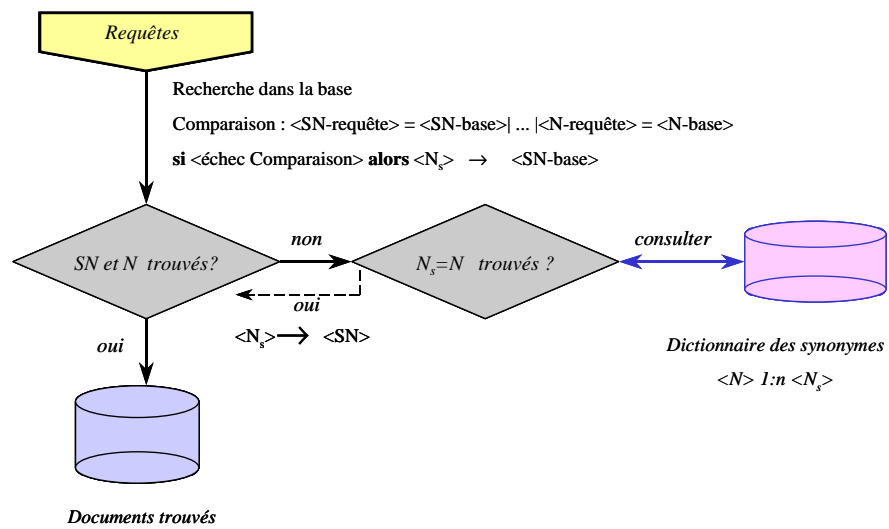 Requêtes
Recherche dans la base
Comparaison : <SN-requête> = <SN-base>| ... |<N-requête> = <N-base>
si <échec Comparaison> alors <Ns> → <SN-base>
SN et N trouvés?
non
Ns=N trouvés ?
consulter
oui
<Ns>→ <SN>
oui
Dictionnaire des synonymes
<N> 1:n <Ns>
Documents trouvés